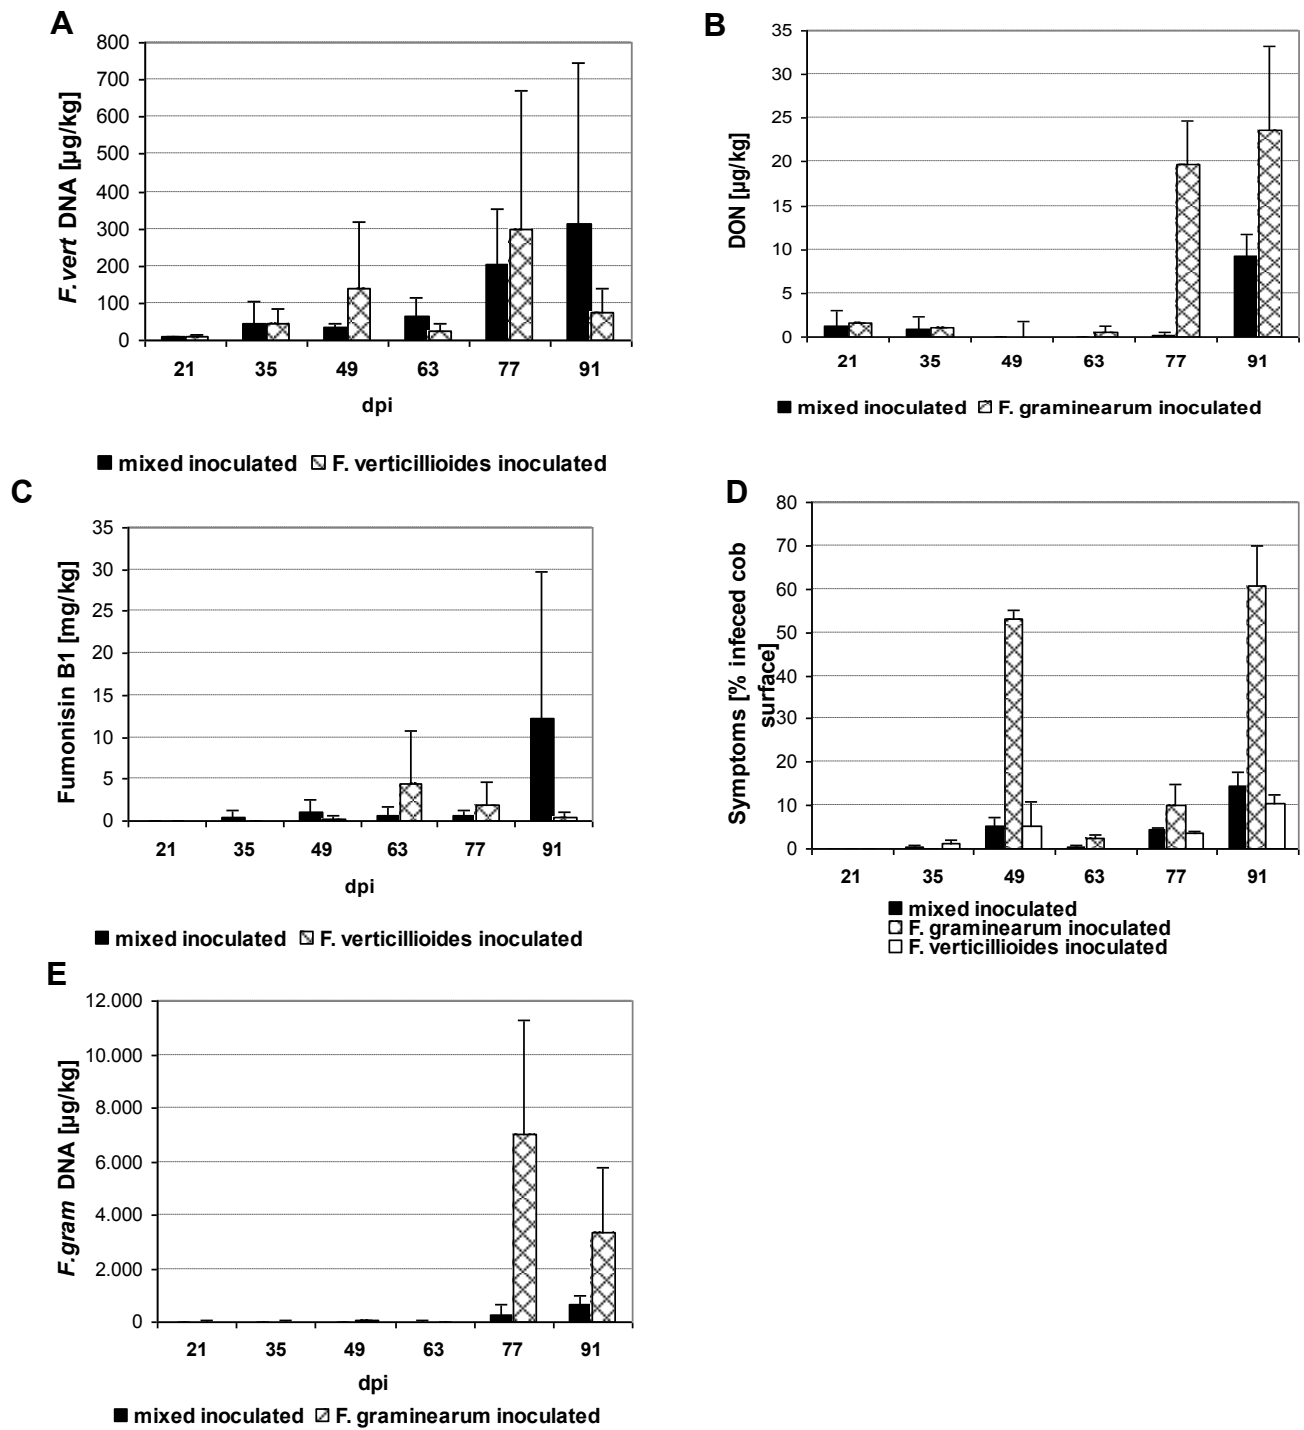 A
800
700
600
500
400
300
200
100
0
F.vert DNA [µg/kg]
21 35 49 63 77 91
dpi
mixed inoculated F. verticillioides inoculated
B
35
30
25
20
15
10
5
0
DON [µg/kg]
21 35 49 63 77 91
mixed inoculated F. graminearum inoculated
C
35
30
25
20
15
10
5
0
Fumonisin B1 [mg/kg]
21 35 49 63 77 91
dpi
mixed inoculated F. verticillioides inoculated
D
80
70
60
50
40
30
20
10
0
Symptoms [% infeced cob
surface]
21 35 49 63 77 91
mixed inoculated
F. graminearum inoculated
F. verticillioides inoculated
E
12.000
10.000
8.000
6.000
4.000
2.000
0
F.gram DNA [µg/kg]
21 35 49 63 77 91
dpi
mixed inoculated F. graminearum inoculated